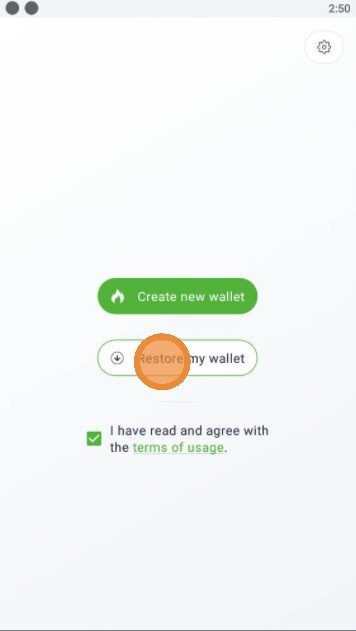 2:50
Create new wallet
Restore my wallet
I have read and agree with
the terms of usage.